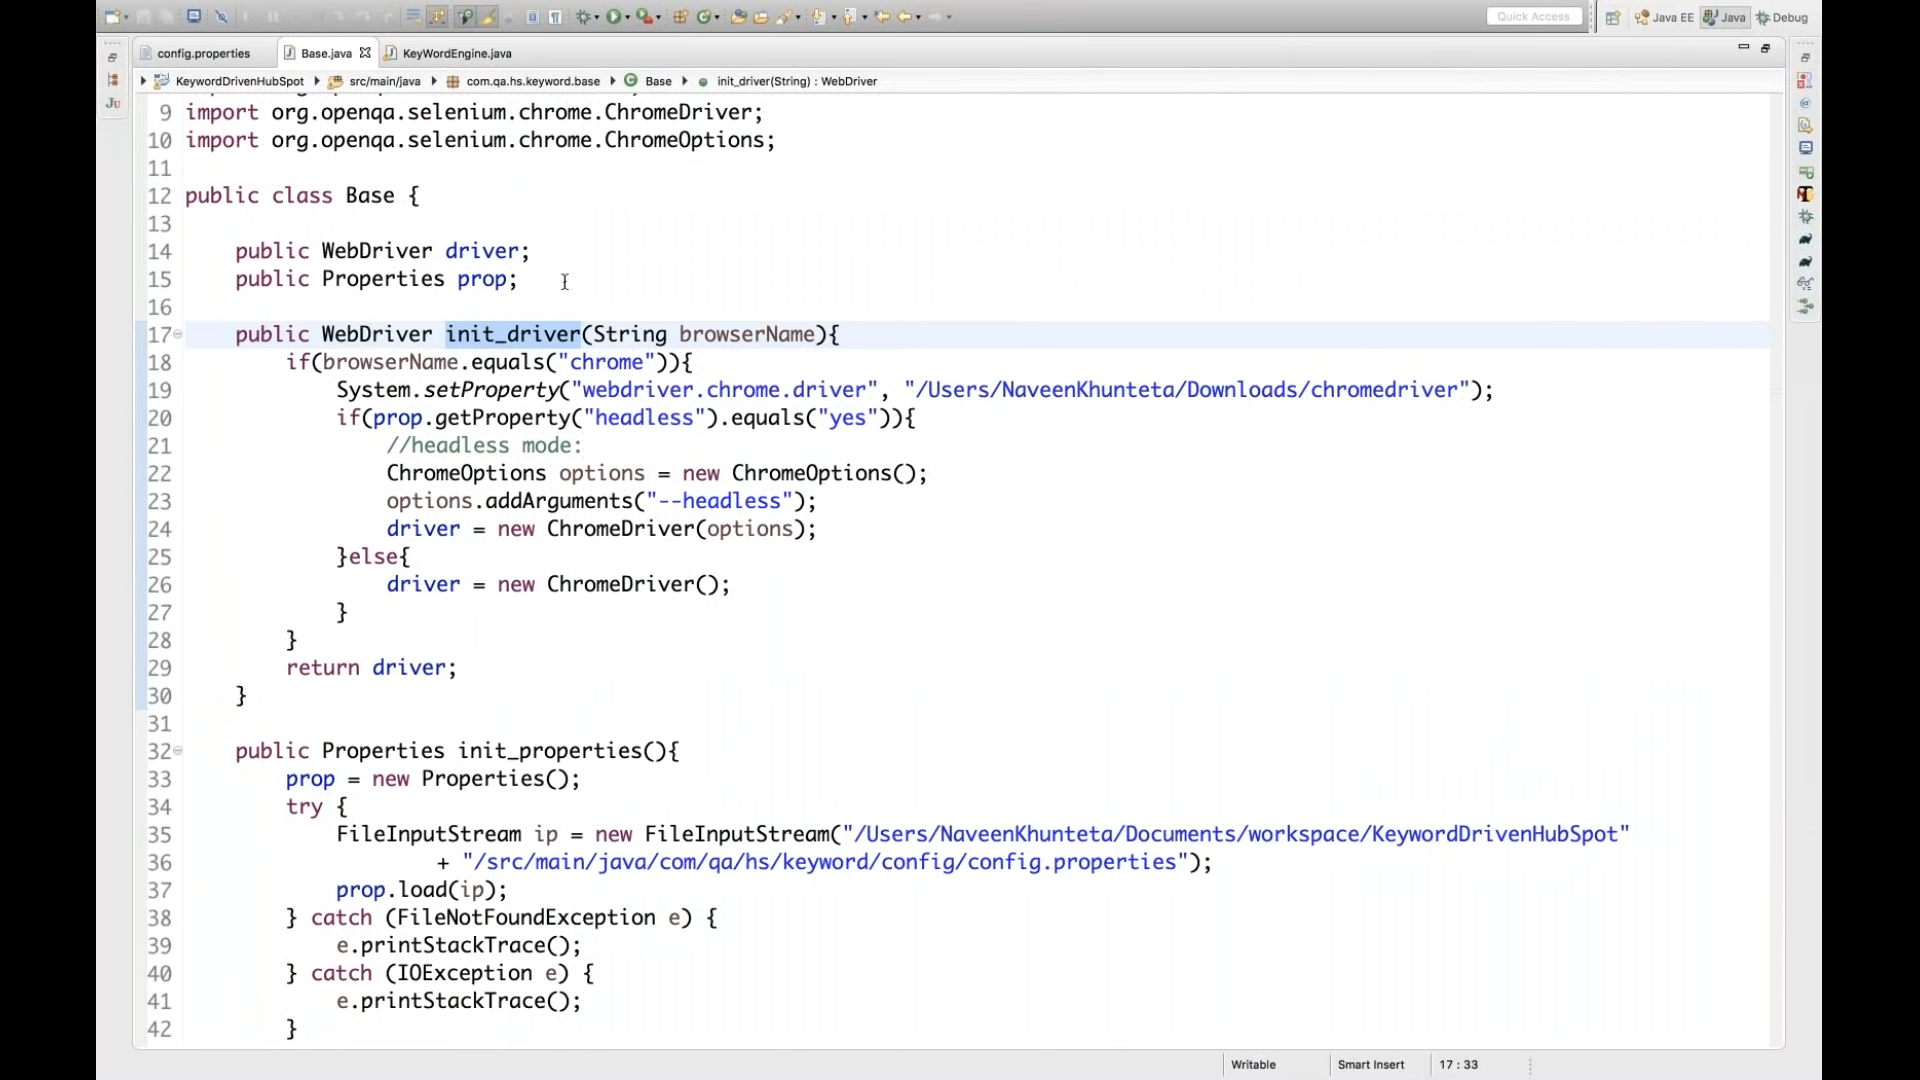 Quick Access
Java EE
Java
Debug
config.properties
Base.java
KeyWordEngine.java
KeywordDrivenHubSpot
src/main/java
com.qa.hs.keyword.base
Base
init_driver(String) : WebDriver
Ju
9 import org.openqa.selenium.chrome.ChromeDriver;
10 import org.openqa.selenium.chrome.ChromeOptions;
11
12 public class Base {
13
14 public WebDriver driver;
15 public Properties prop;
16
17 public WebDriver init_driver(String browserName){
18 if(browserName.equals("chrome")){
19 System.setProperty("webdriver.chrome.driver", "/Users/NaveenKhunteta/Downloads/chromedriver");
20 if(prop.getProperty("headless").equals("yes")){
21 //headless mode:
22 ChromeOptions options = new ChromeOptions();
23 options.addArguments("--headless");
24 driver = new ChromeDriver(options);
25 }else{
26 driver = new ChromeDriver();
27 }
28 }
29 return driver;
30 }
31
32 public Properties init_properties(){
33 prop = new Properties();
34 try {
35 FileInputStream ip = new FileInputStream("/Users/NaveenKhunteta/Documents/workspace/KeywordDrivenHubSpot"
36 + "/src/main/java/com/qa/hs/keyword/config/config.properties");
37 prop.load(ip);
38 } catch (FileNotFoundException e) {
39 e.printStackTrace();
40 } catch (IOException e) {
41 e.printStackTrace();
42 }
Writable
Smart Insert
17 : 33